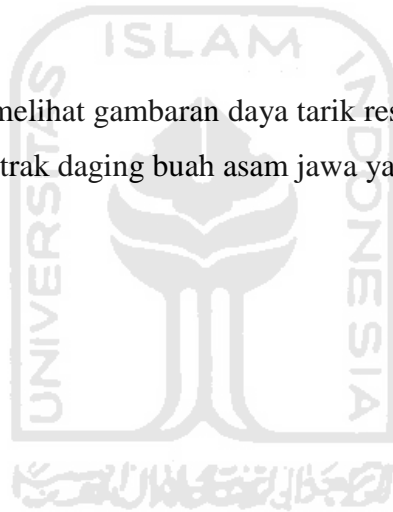 ISLAM
melihat gambaran daya tarik res
trak daging buah asam jawa ya
UNIVERSITAS
INDONESIA